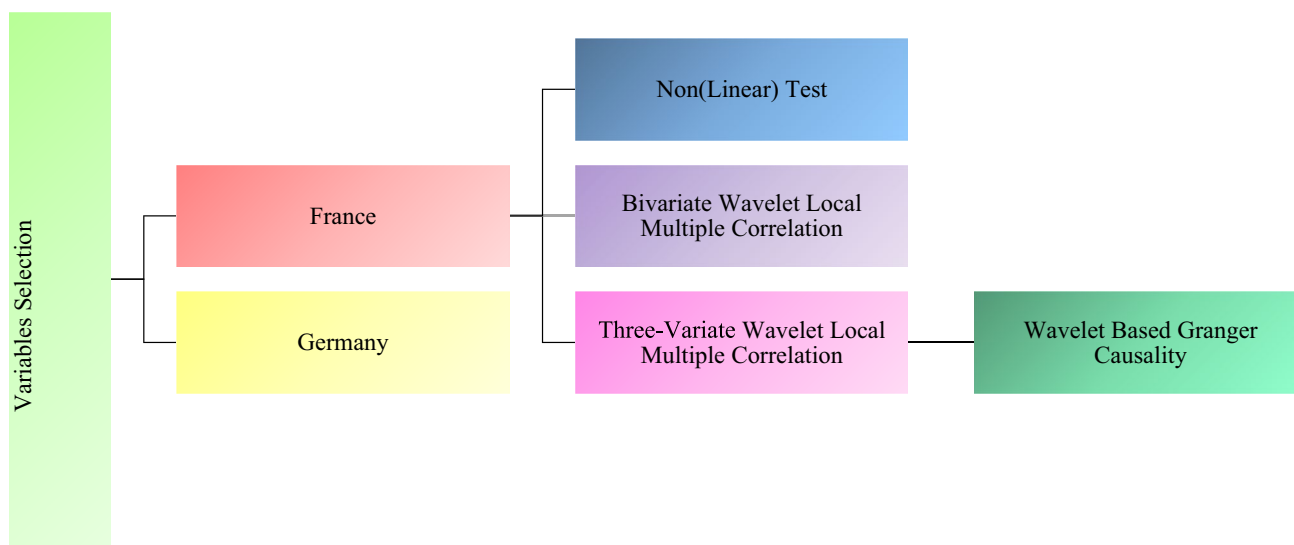 Variables Selection
France
Germany
Non(Linear) Test
Bivariate Wavelet Local
Multiple Correlation
Three-Variate Wavelet Local
Multiple Correlation
Wavelet Based Granger
Causality